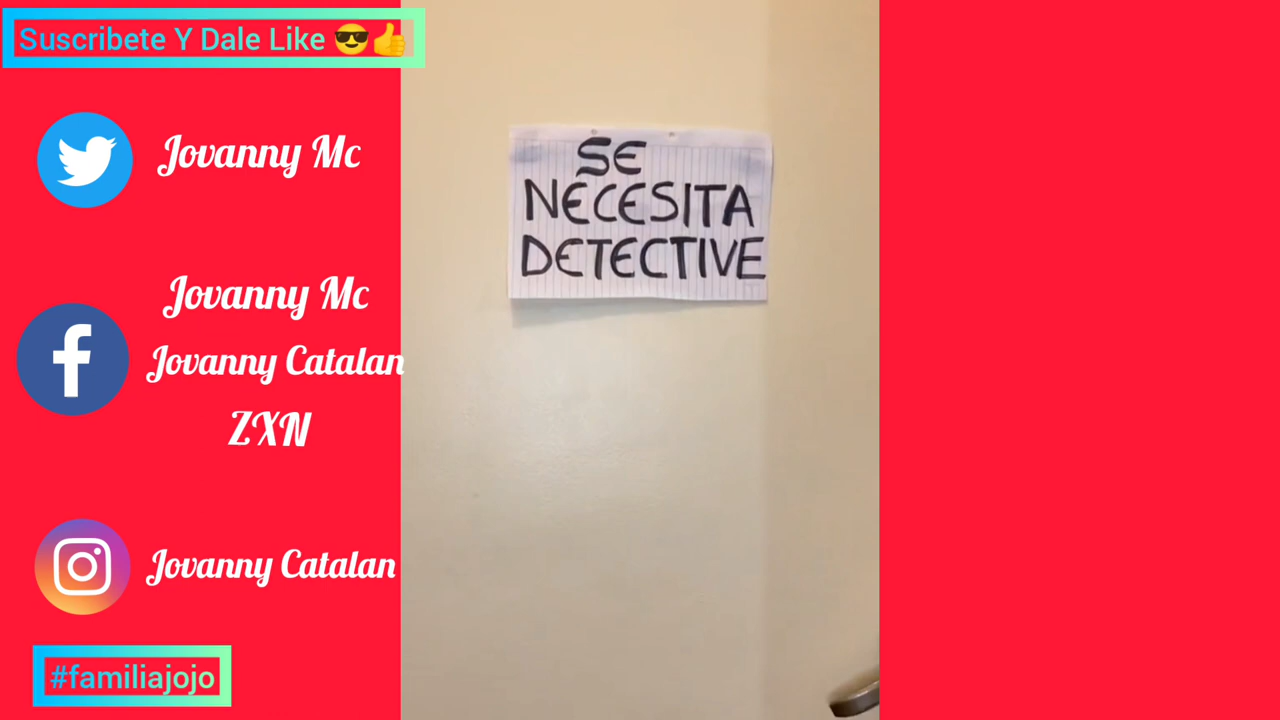 Suscribete Y Dale Like 😎👍
Jovanny Mc
Jovanny Mc
Jovanny Catalan
ZXN
Jovanny Catalan
#familiajojo
SE
NECESITA
DETECTIVE